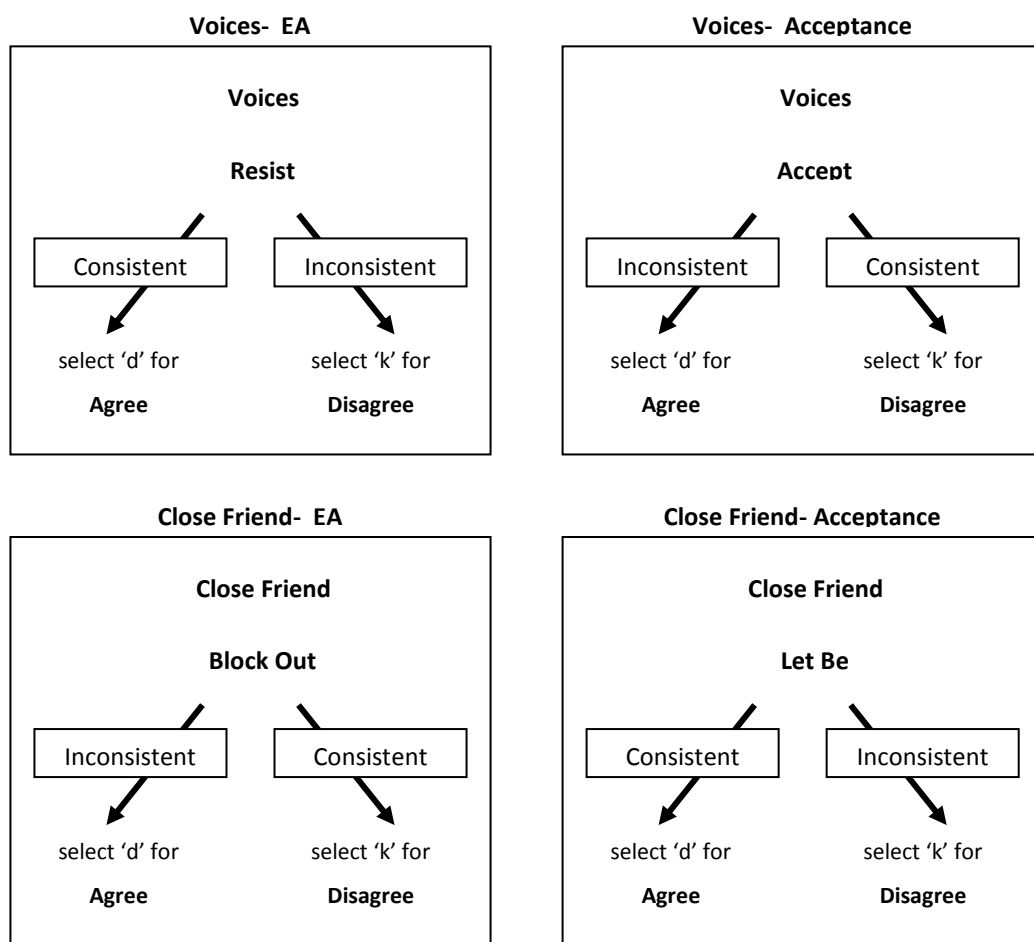 Voices- EA
Voices
Resist
Consistent
Inconsistent
select ‘d’ for
select ‘k’ for
Agree
Disagree
Voices- Acceptance
Voices
Accept
Inconsistent
Consistent
select ‘d’ for
select ‘k’ for
Agree
Disagree
Close Friend- EA
Close Friend
Block Out
Inconsistent
Consistent
select ‘d’ for
select ‘k’ for
Agree
Disagree
Close Friend- Acceptance
Close Friend
Let Be
Consistent
Inconsistent
select ‘d’ for
select ‘k’ for
Agree
Disagree